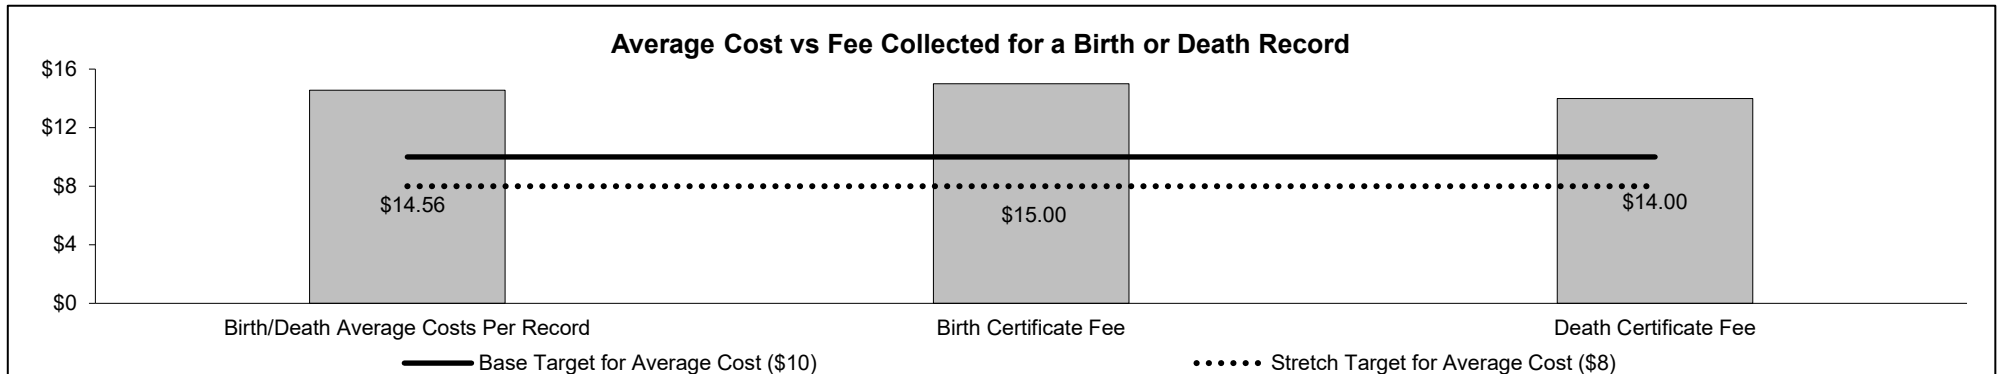 Average Cost vs Fee Collected for a Birth or Death Record
$16
$12
$8
$4
$0
$14.56
$15.00
$14.00
Birth/Death Average Costs Per Record
Birth Certificate Fee
Death Certificate Fee
Base Target for Average Cost ($10)
Stretch Target for Average Cost ($8)